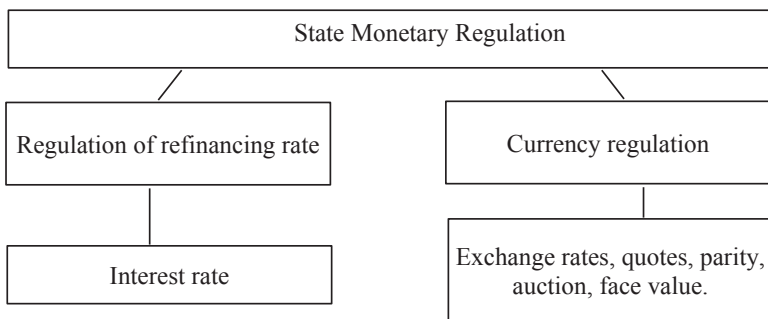 State Monetary Regulation
Regulation of refinancing rate
Currency regulation
Interest rate
Exchange rates, quotes, parity,
auction, face value.